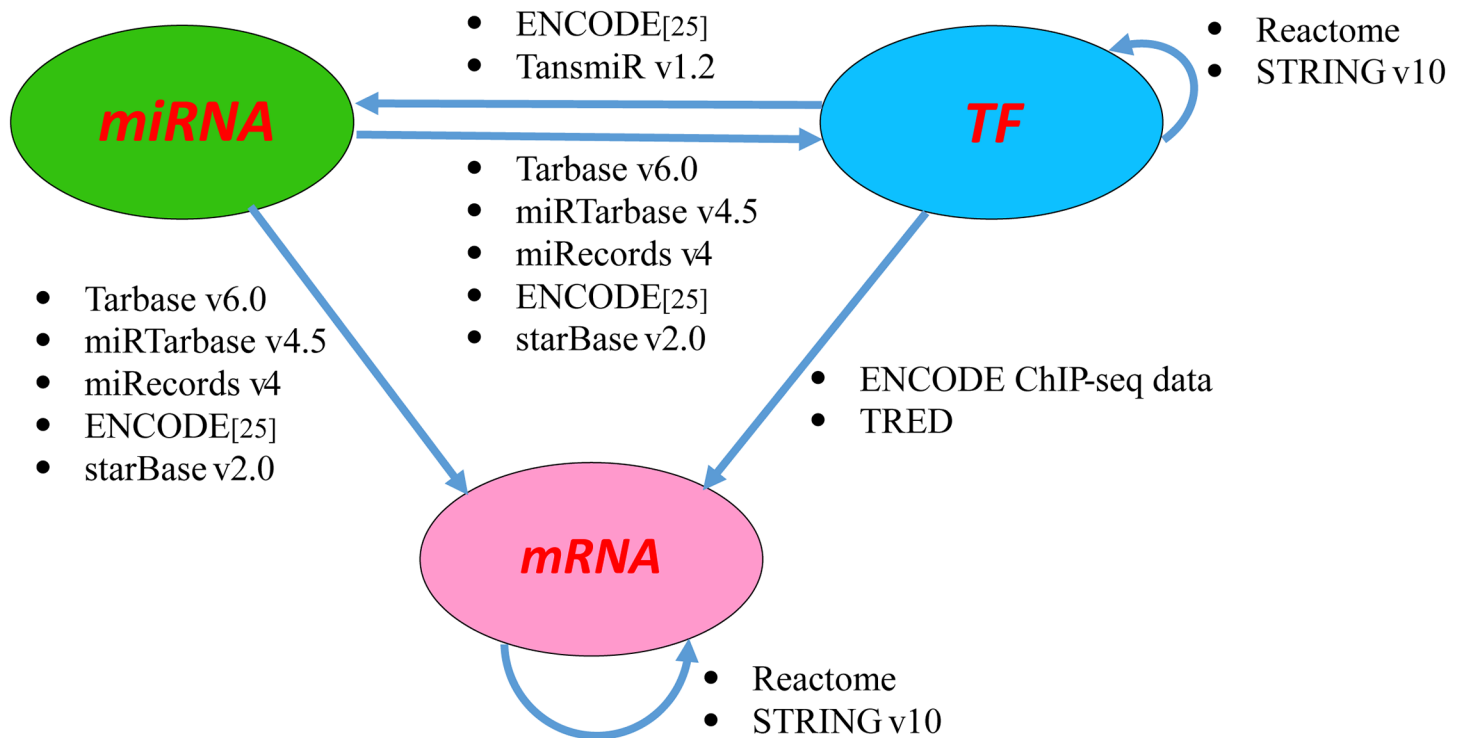 • ENCODE[25]
• TansmiR v1.2
• Reactome
• STRING v10
miRNA
TF
• Tarbase v6.0
• miRTarbase v4.5
• miRecords v4
• ENCODE[25]
• starBase v2.0
• Tarbase v6.0
• miRTarbase v4.5
• miRecords v4
• ENCODE[25]
• starBase v2.0
• ENCODE ChIP-seq data
• TRED
mRNA
• Reactome
• STRING v10